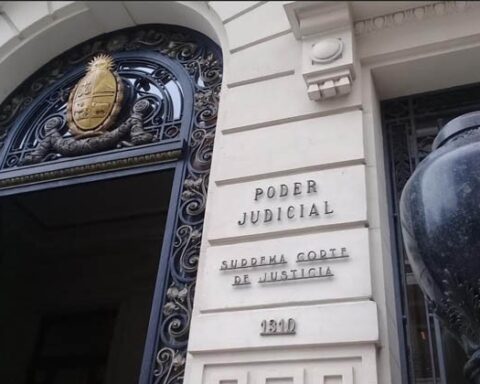 PODER
JUDICIAL
SUPREMA CORTE
DE JUSTICIA
1310